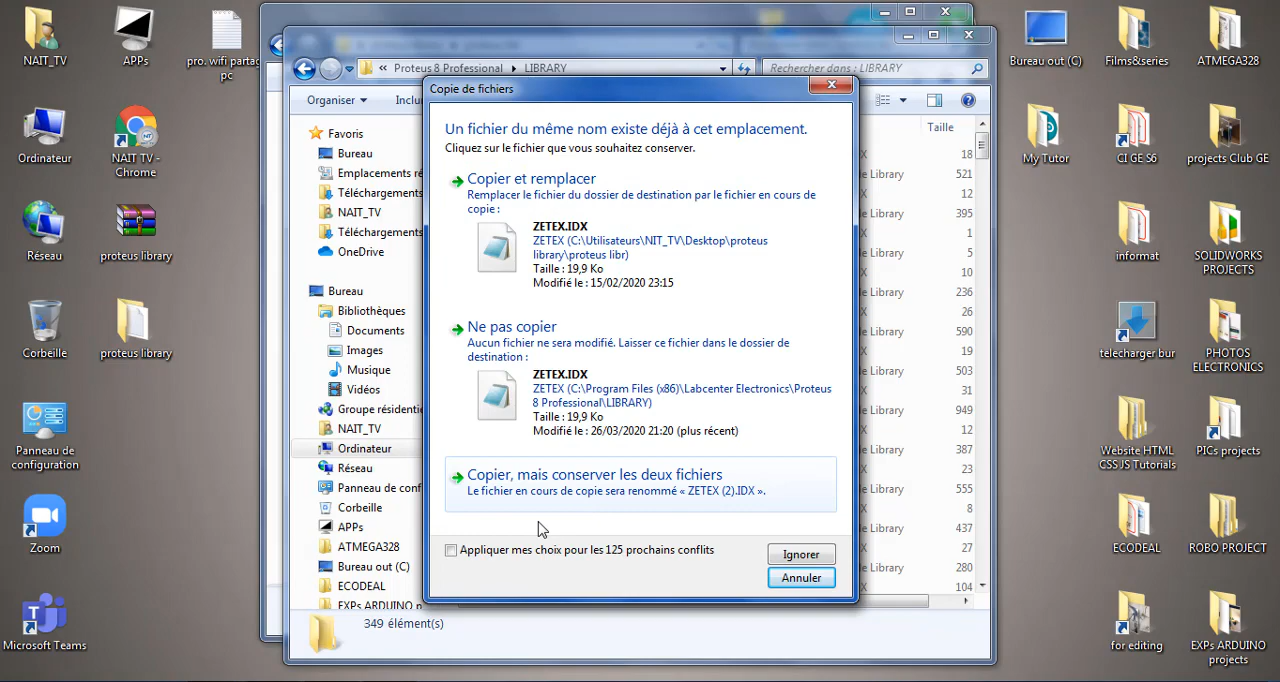 NAIT_TV
APPs
pro. wifi partag
pc
Ordinateur
NAIT TV -
Chrome
Réseau
proteus library
Corbeille
proteus library
Panneau de
configuration
Zoom
Microsoft Teams
« Proteus 8 Professional
LIBRARY
Rechercher dans : LIBRARY
Organiser
Inclu
Taille
Favoris
Bureau
Emplacements ré
Téléchargements
NAIT_TV
Téléchargements
OneDrive
Bureau
Bibliothèques
Documents
Images
Musique
Vidéos
Groupe résidentie
NAIT_TV
Ordinateur
Réseau
Panneau de conf
Corbeille
APPs
ATMEGA328
Bureau out (C)
ECODEAL
EXPs ARDUINO p
349 élément(s)
Copie de fichiers
Un fichier du même nom existe déjà à cet emplacement.
Cliquez sur le fichier que vous souhaitez conserver.
Copier et remplacer
Remplacer le fichier du dossier de destination par le fichier en cours de
copie :
ZETEX.IDX
ZETEX (C:\Utilisateurs\NIT_TV\Desktop\proteus
library\proteus libr)
Taille : 19,9 Ko
Modifié le : 15/02/2020 23:15
Ne pas copier
Aucun fichier ne sera modifié. Laisser ce fichier dans le dossier de
destination :
ZETEX.IDX
ZETEX (C:\Program Files (x86)\Labcenter Electronics\Proteus
8 Professional\LIBRARY)
Taille : 19,9 Ko
Modifié le : 26/03/2020 21:20 (plus récent)
Copier, mais conserver les deux fichiers
Le fichier en cours de copie sera renommé « ZETEX (2).IDX ».
Appliquer mes choix pour les 125 prochains conflits
Ignorer
Annuler
X 18
e Library 521
X 12
e Library 395
X 1
e Library 5
X 10
e Library 236
X 26
e Library 590
X 19
e Library 503
X 31
e Library 949
X 12
e Library 387
X 23
e Library 555
X 8
e Library 437
X 27
e Library 280
X 104
Bureau out (C)
Films&series
ATMEGA328
My Tutor
CI GE S6
projects Club GE
informat
SOLIDWORKS
PROJECTS
telecharger bur
PHOTOS
ELECTRONICS
Website HTML
CSS JS Tutorials
PICs projects
ECODEAL
ROBO PROJECT
for editing
EXPs ARDUINO
projects